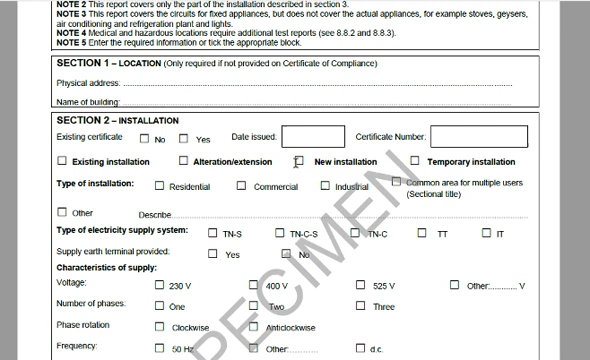 NOTE 2 This report covers only the part of the installation described in section 3.
NOTE 3 This report covers the circuits for fixed appliances, but does not cover the actual appliances, for example stoves, geysers,
air conditioning and refrigeration plant and lights.
NOTE 4 Medical and hazardous locations require additional test reports (see 8.8.2 and 8.8.3).
NOTE 5 Enter the required information or tick the appropriate block.
SECTION 1 – LOCATION (Only required if not provided on Certificate of Compliance)
Physical address:
Name of building:
SECTION 2 – INSTALLATION
Existing certificate No Yes Date issued: Certificate Number:
Existing installation Alteration/extension New installation Temporary installation
Type of installation: Residential Commercial Industrial Common area for multiple users
(Sectional title)
Other Describe
Type of electricity supply system: TN-S TN-C-S TN-C TT IT
Supply earth terminal provided: Yes No
Characteristics of supply:
Voltage: 230 V 400 V 525 V Other:............ V
Number of phases: One Two Three
Phase rotation Clockwise Anticlockwise
Frequency: 50 Hz Other:............ d.c.
PECIMEN